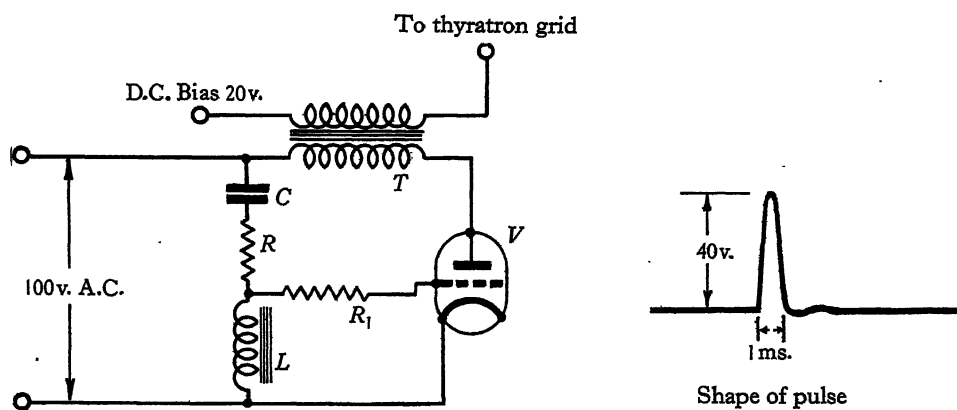 To thyratron grid
D.C. Bias 20v.
T
C
V
R
40v.
100v. A.C.
R1
1ms.
L
Shape of pulse